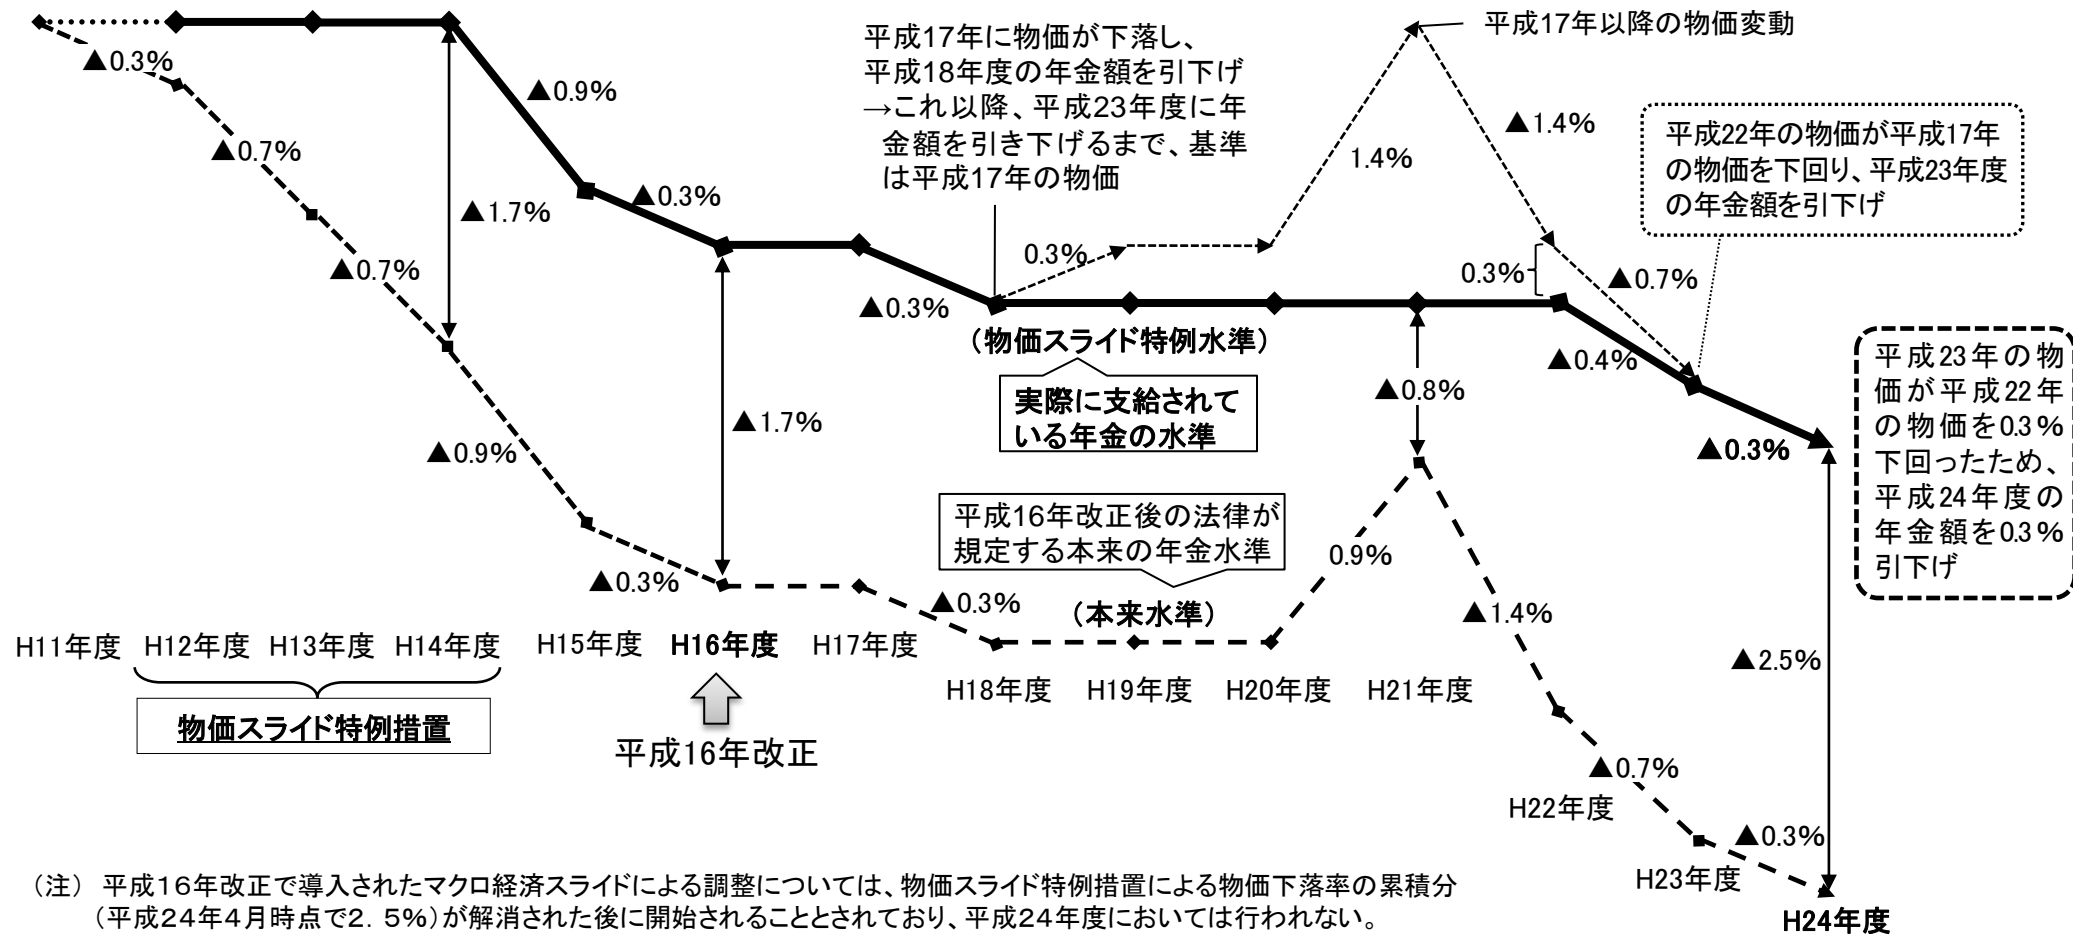 平成17年に物価が下落し、
平成18年度の年金額を引下げ
→これ以降、平成23年度に年
金額を引き下げるまで、基準
は平成17年の物価
平成17年以降の物価変動
平成22年の物価が平成17年
の物価を下回り、平成23年度
の年金額を引下げ
平成23年の物
価が平成22年
の物価を0.3%
下回ったため、
平成24年度の
年金額を0.3%
引下げ
▲0.3%
▲0.7%
▲0.7%
▲0.9%
▲0.3%
▲1.7%
▲0.9%
▲0.3%
▲1.7%
▲0.3%
0.3%
1.4%
▲1.4%
0.3%
▲0.7%
▲0.4%
▲0.3%
▲0.8%
(物価スライド特例水準)
実際に支給されて
いる年金の水準
平成16年改正後の法律が
規定する本来の年金水準
(本来水準)
▲0.3%
0.9%
▲1.4%
▲0.7%
▲0.3%
▲2.5%
H11年度
H12年度
H13年度
H14年度
H15年度
H16年度
H17年度
H18年度
H19年度
H20年度
H21年度
H22年度
H23年度
H24年度
物価スライド特例措置
平成16年改正
(注) 平成16年改正で導入されたマクロ経済スライドによる調整については、物価スライド特例措置による物価下落率の累積分
(平成24年4月時点で2.5%)が解消された後に開始されることとされており、平成24年度においては行われない。